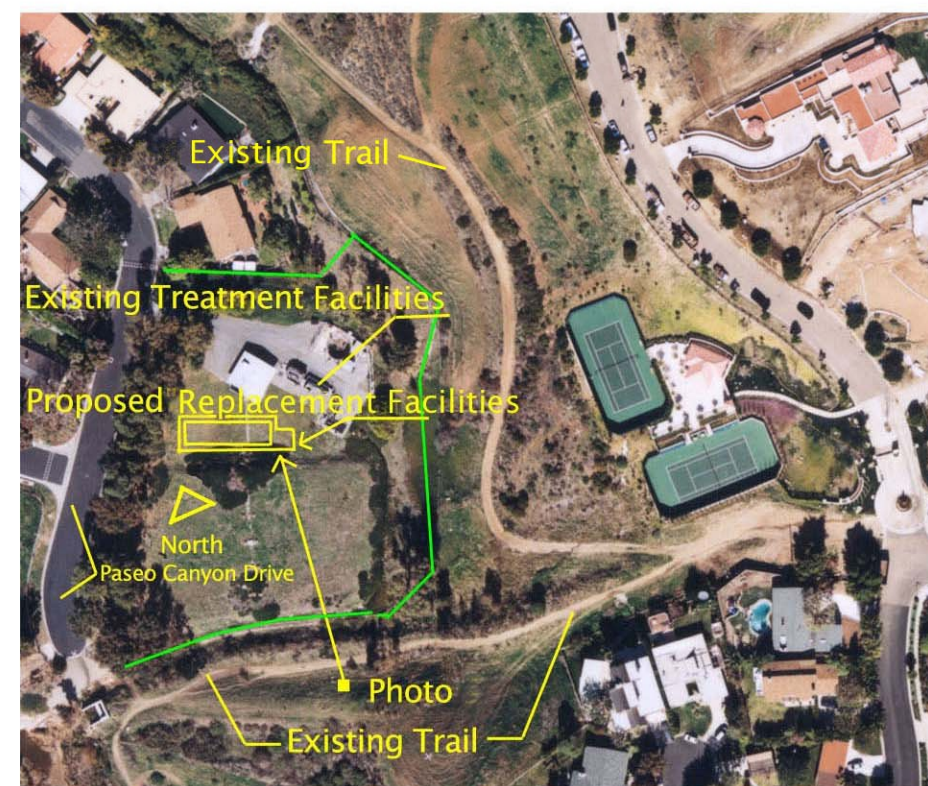 Existing Trail
Existing Treatment Facilities
Proposed Replacement Facilities
North
Paseo Canyon Drive
Photo
Existing Trail